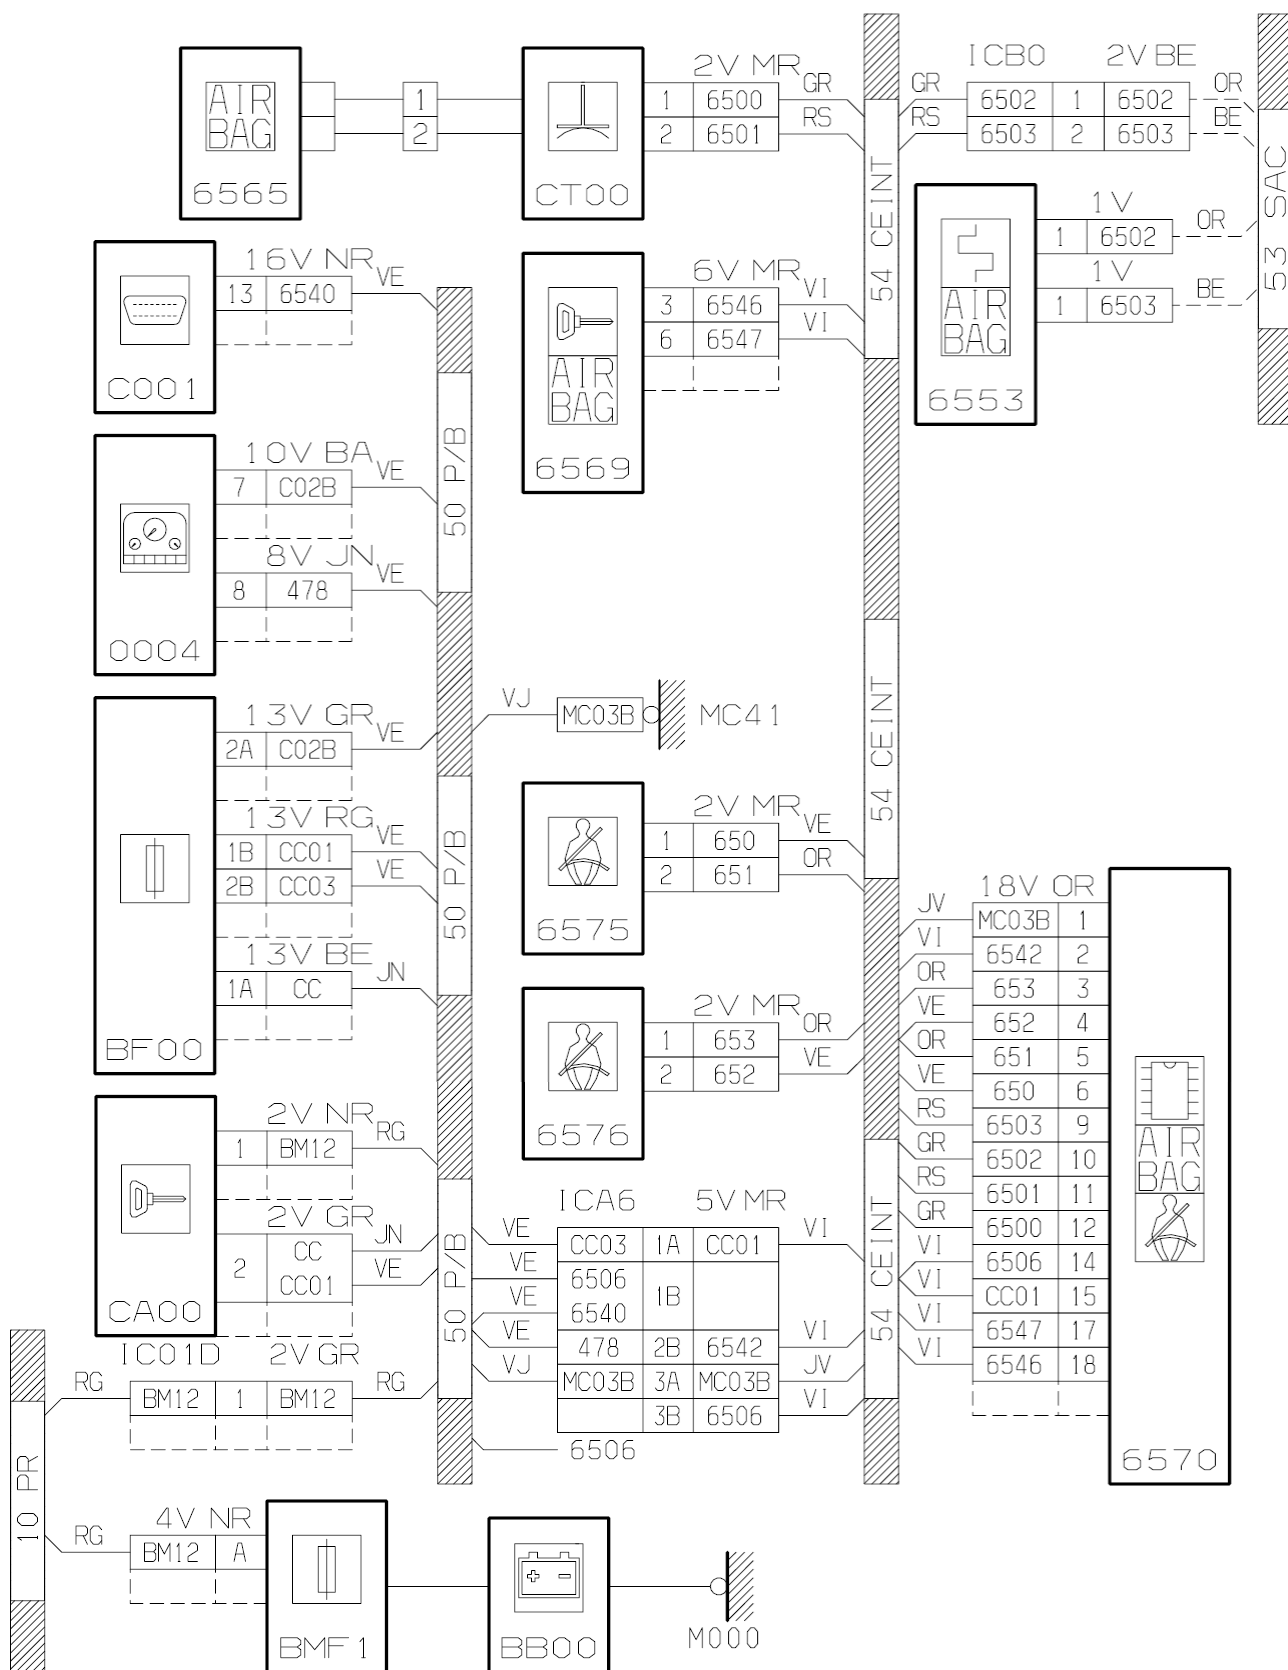 AIR
BAG
6565
1
2
CT00
2V MR
1 6500 GR
2 6501 RS
54 CEINT
ICB0 2V BE
GR 6502 1 6502 OR
RS 6503 2 6503 BE
53 SAC
AIR
BAG
6553
1V
1 6502 OR
1V
1 6503 BE
C001
16V NR
13 6540 VE
AIR
BAG
6569
6V MR
3 6546 VI
6 6547 VI
50 P/B
0004
10V BA
7 C02B VE
8V JN
8 478 VE
BF00
13V GR
2A C02B VE
13V RG
1B CC01 VE
2B CC03 VE
13V BE
1A CC JN
VJ MC03B MC41
50 P/B
54 CEINT
6575
2V MR
1 650 VE
2 651 OR
6576
2V MR
1 653 OR
2 652 VE
18V OR
JV MC03B 1
VI 6542 2
OR 653 3
VE 652 4
OR 651 5
VE 650 6
RS 6503 9
GR 6502 10
RS 6501 11
GR 6500 12
VI 6506 14
VI CC01 15
VI 6547 17
VI 6546 18
AIR
BAG
6570
CA00
2V NR
1 BM12 RG
2V GR
2 CC JN
CC01 VE
50 P/B
ICA6 5V MR
VE CC03 1A CC01 VI
VE 6506 1B
VE 6540
VE 478 2B 6542 VI
VJ MC03B 3A MC03B JV
3B 6506 VI
6506
54 CEINT
IC01D 2V GR
RG BM12 1 BM12 RG
10 PR
4V NR
RG BM12 A
BMF1
+ -
BB00
M000